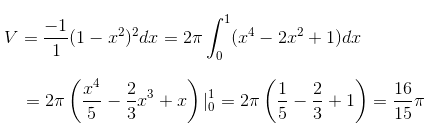 V = \frac{-1}{1}(1 - x^2)^2 dx = 2\pi \int_0^1 (x^4 - 2x^2 + 1)dx
= 2\pi \left( \frac{x^4}{5} - \frac{2}{3}x^3 + x \right) |_0^1 = 2\pi \left( \frac{1}{5} - \frac{2}{3} + 1 \right) = \frac{16}{15}\pi